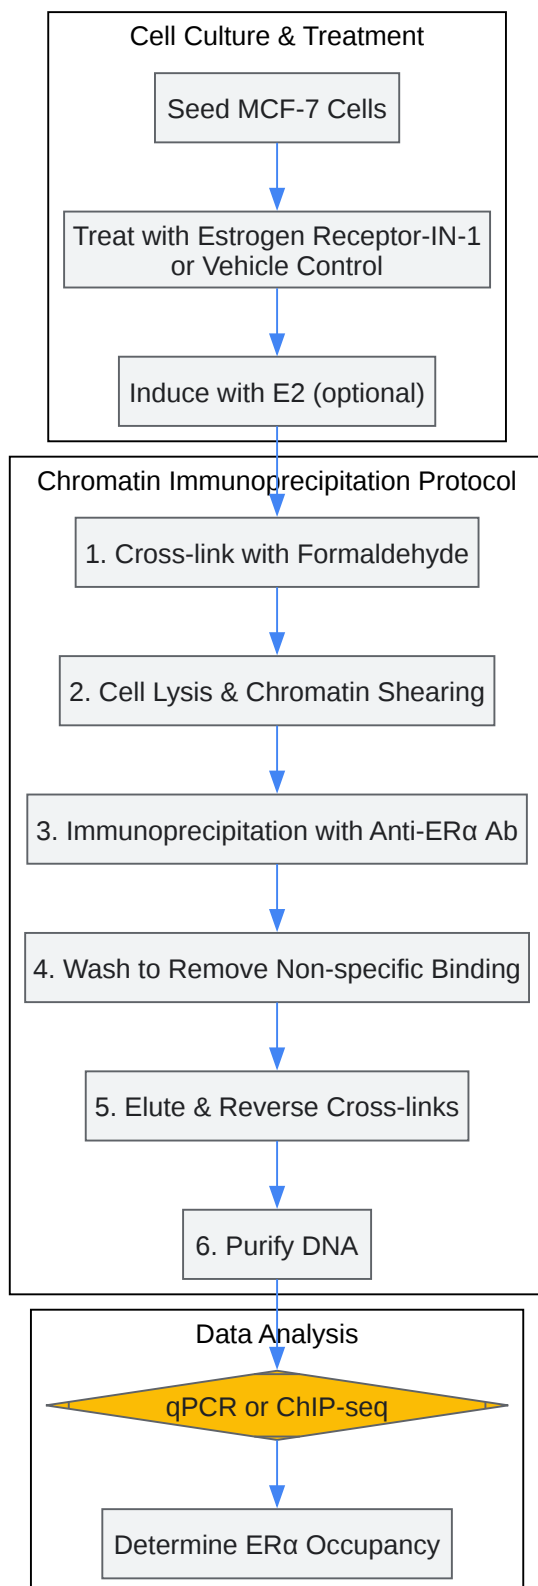 Cell Culture & Treatment
Seed MCF-7 Cells
Treat with Estrogen Receptor-IN-1
or Vehicle Control
Induce with E2 (optional)
Chromatin Immunoprecipitation Protocol
1. Cross-link with Formaldehyde
2. Cell Lysis & Chromatin Shearing
3. Immunoprecipitation with Anti-ERα Ab
4. Wash to Remove Non-specific Binding
5. Elute & Reverse Cross-links
6. Purify DNA
Data Analysis
qPCR or ChIP-seq
Determine ERα Occupancy